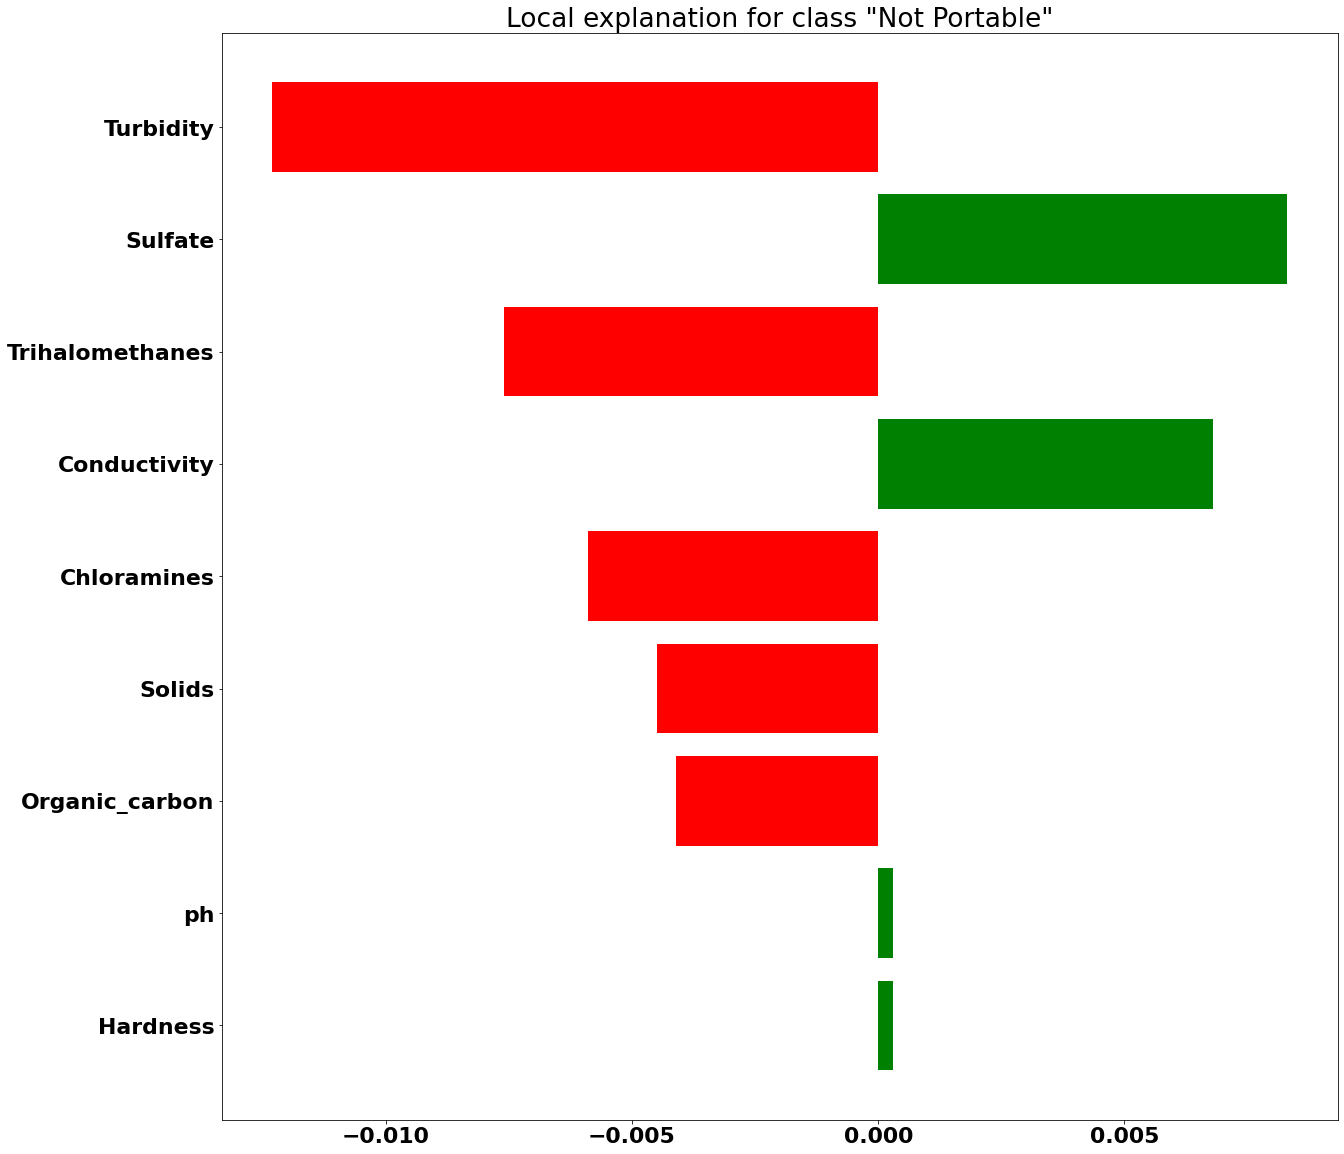 Local explanation for class "Not Portable"
Turbidity
Sulfate
Trihalomethanes
Conductivity
Chloramines
Solids
Organic_carbon
ph
Hardness
−0.010 −0.005 0.000 0.005